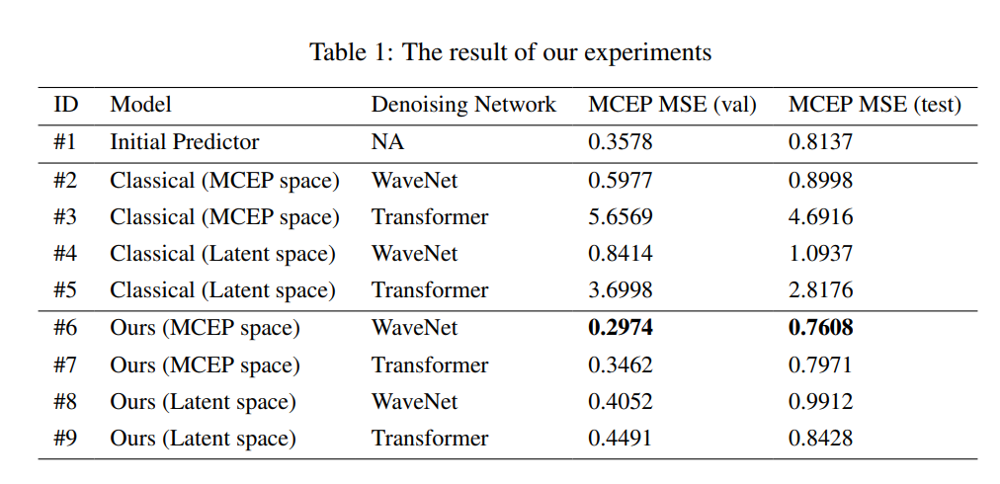 Table 1: The result of our experiments
ID Model Denoising Network MCEP MSE (val) MCEP MSE (test)
#1 Initial Predictor NA 0.3578 0.8137
#2 Classical (MCEP space) WaveNet 0.5977 0.8998
#3 Classical (MCEP space) Transformer 5.6569 4.6916
#4 Classical (Latent space) WaveNet 0.8414 1.0937
#5 Classical (Latent space) Transformer 3.6998 2.8176
#6 Ours (MCEP space) WaveNet 0.2974 0.7608
#7 Ours (MCEP space) Transformer 0.3462 0.7971
#8 Ours (Latent space) WaveNet 0.4052 0.9912
#9 Ours (Latent space) Transformer 0.4491 0.8428